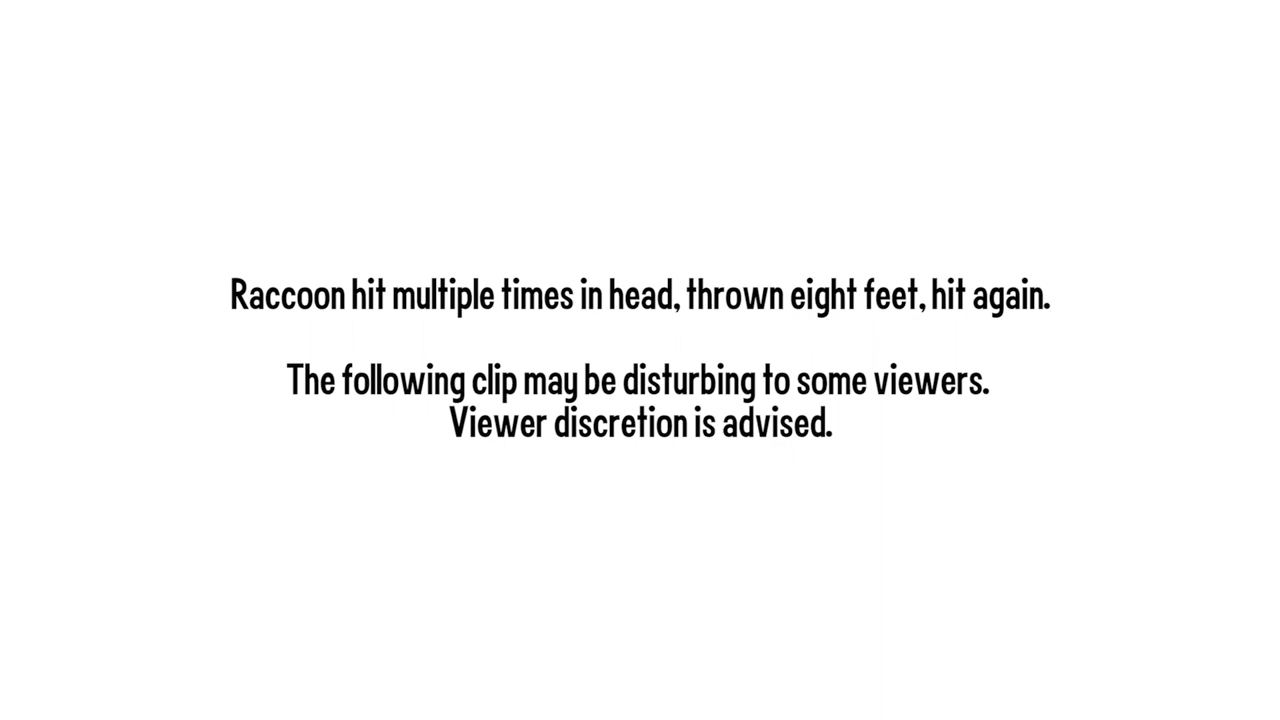 Raccoon hit multiple times in head, thrown eight feet, hit again.
The following clip may be disturbing to some viewers.
Viewer discretion is advised.